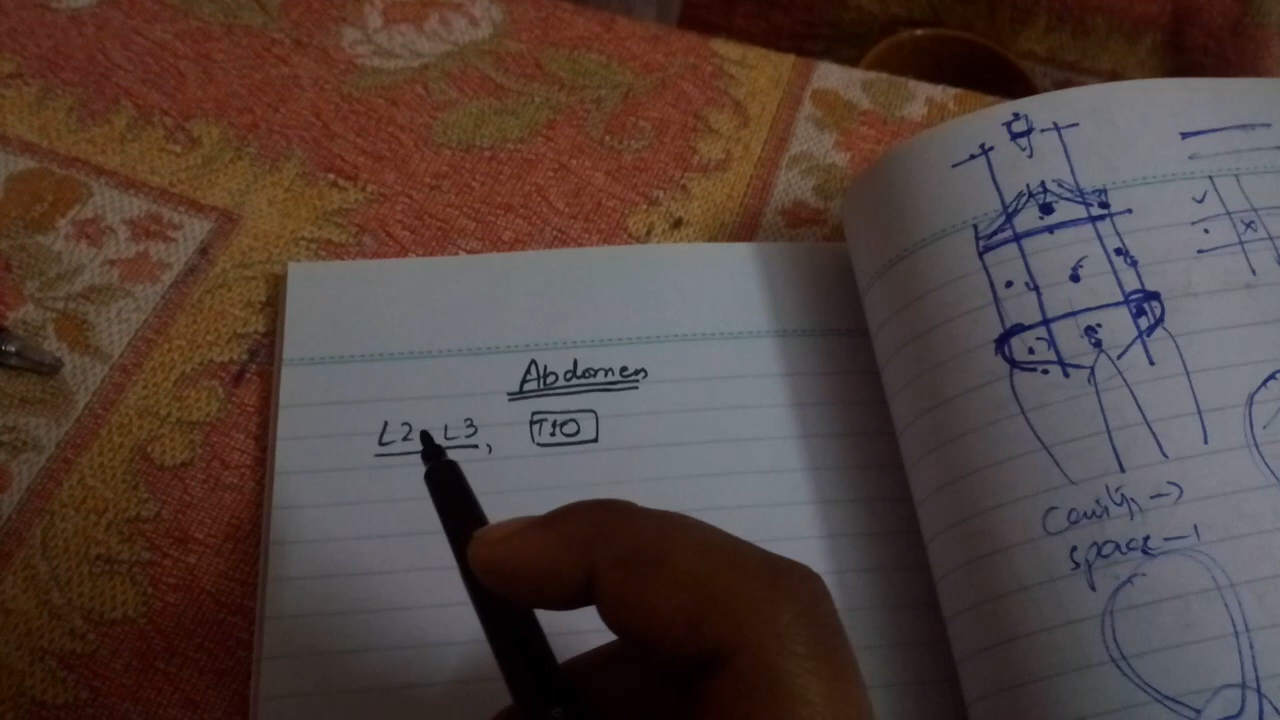 Abdomen
L2, L3, T10
Cavity →
space -